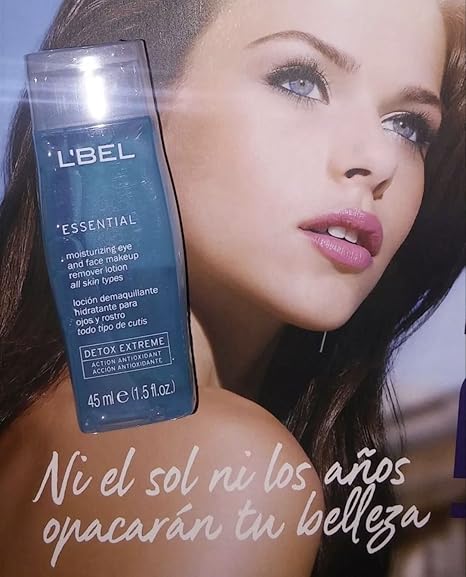 L'BEL
ESSENTIAL
moisturizing eye
and face makeup
remover lotion
all skin types
loción demaquillante
hidratante para
ojos y rostro
todo tipo de cutis
DETOX EXTREME
ACTION ANTIOXIDANT
ACCIÓN ANTIOXIDANTE
45 ml e (1.5 fl.oz.)
Ni el sol ni los años
opacarán tu belleza